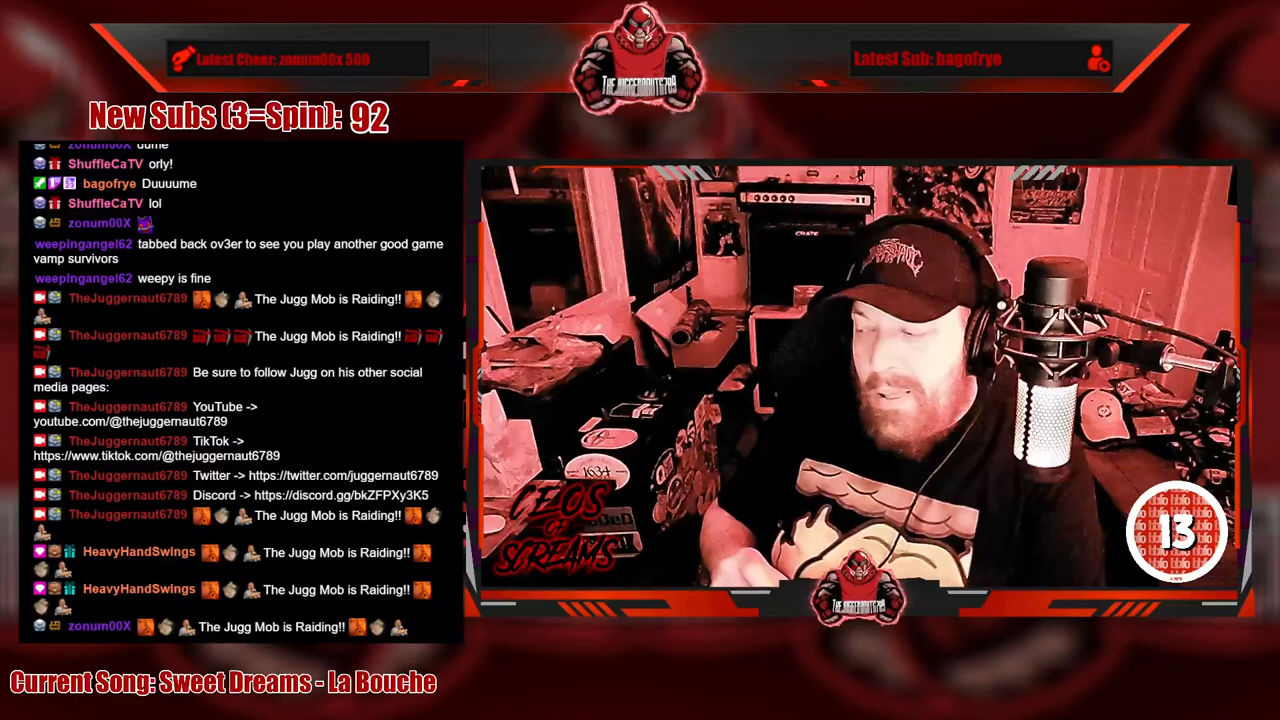 Latest Cheer: zonum00x 500
THEJUGGERNAUT6789
Latest Sub: bagofrye
New Subs (3=Spin): 92
zonum00X dume
ShuffleCaTV orly!
bagofrye Duuuume
ShuffleCaTV lol
zonum00X
weepingangel62 tabbed back ov3er to see you play another good game
vamp survivors
weepingangel62 weepy is fine
TheJuggernaut6789 The Jugg Mob is Raiding!!
TheJuggernaut6789 The Jugg Mob is Raiding!!
TheJuggernaut6789 Be sure to follow Jugg on his other social
media pages:
TheJuggernaut6789 YouTube ->
youtube.com/@thejuggernaut6789
TheJuggernaut6789 TikTok ->
https://www.tiktok.com/@thejuggernaut6789
TheJuggernaut6789 Twitter -> https://twitter.com/juggernaut6789
TheJuggernaut6789 Discord -> https://discord.gg/bkZFPXy3K5
TheJuggernaut6789 The Jugg Mob is Raiding!!
HeavyHandSwings The Jugg Mob is Raiding!!
HeavyHandSwings The Jugg Mob is Raiding!!
zonum00X The Jugg Mob is Raiding!!
CRATE
1634
CEOS
OF
SCREAMS
13
THEJUGGERNAUT6789
Current Song: Sweet Dreams - La Bouche